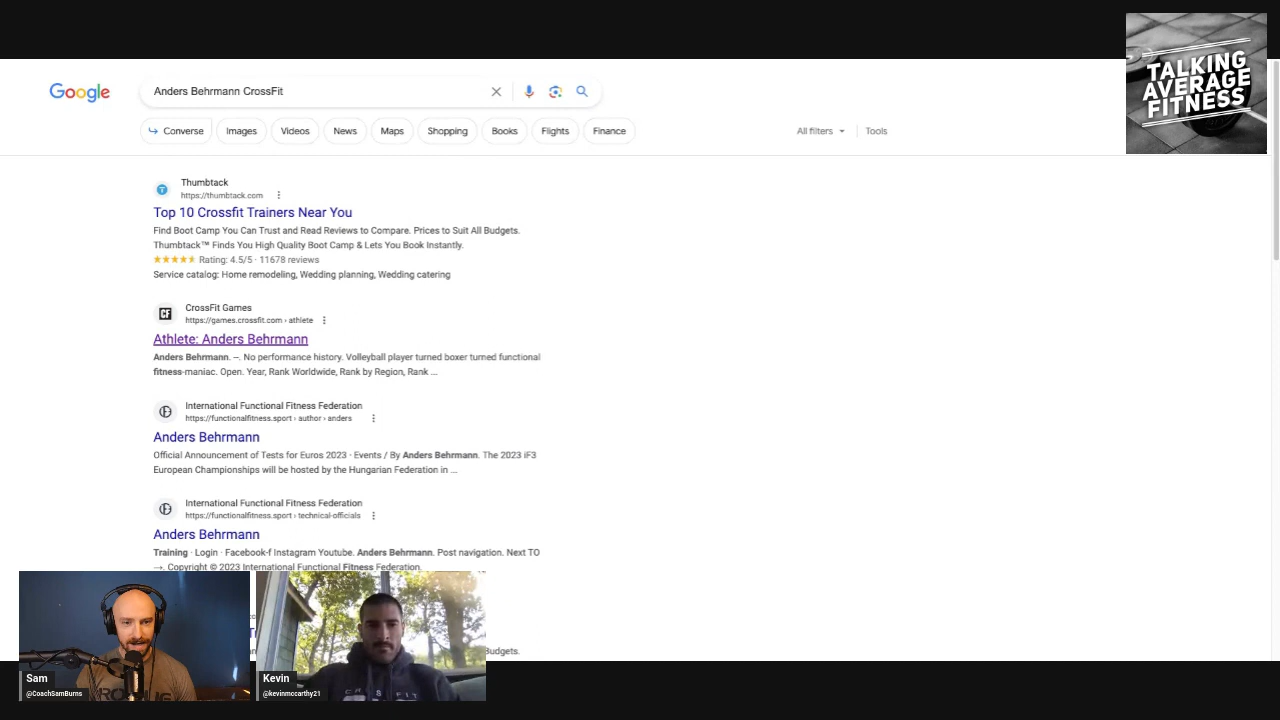 TALKING
AVERAGE
FITNESS
Google
Anders Behrmann CrossFit
Converse
Images
Videos
News
Maps
Shopping
Books
Flights
Finance
All filters
Tools
Thumbtack
https://thumbtack.com
Top 10 Crossfit Trainers Near You
Find Boot Camp You Can Trust and Read Reviews to Compare. Prices to Suit All Budgets.
Thumbtack™ Finds You High Quality Boot Camp & Lets You Book Instantly.
Rating: 4.5/5 · 11678 reviews
Service catalog: Home remodeling, Wedding planning, Wedding catering
CF
CrossFit Games
https://games.crossfit.com › athlete
Athlete: Anders Behrmann
Anders Behrmann. –. No performance history. Volleyball player turned boxer turned functional
fitness-maniac. Open. Year, Rank Worldwide, Rank by Region, Rank ...
International Functional Fitness Federation
https://functionalfitness.sport › author › anders
Anders Behrmann
Official Announcement of Tests for Euros 2023 · Events / By Anders Behrmann. The 2023 iF3
European Championships will be hosted by the Hungarian Federation in ...
International Functional Fitness Federation
https://functionalfitness.sport › technical-officials
Anders Behrmann
Training · Login · Facebook-f Instagram Youtube. Anders Behrmann. Post navigation. Next TO
→. Copyright © 2023 International Functional Fitness Federation.
udgets.
Sam
@CoachSamBurns
Kevin
@kevinmccarthy21